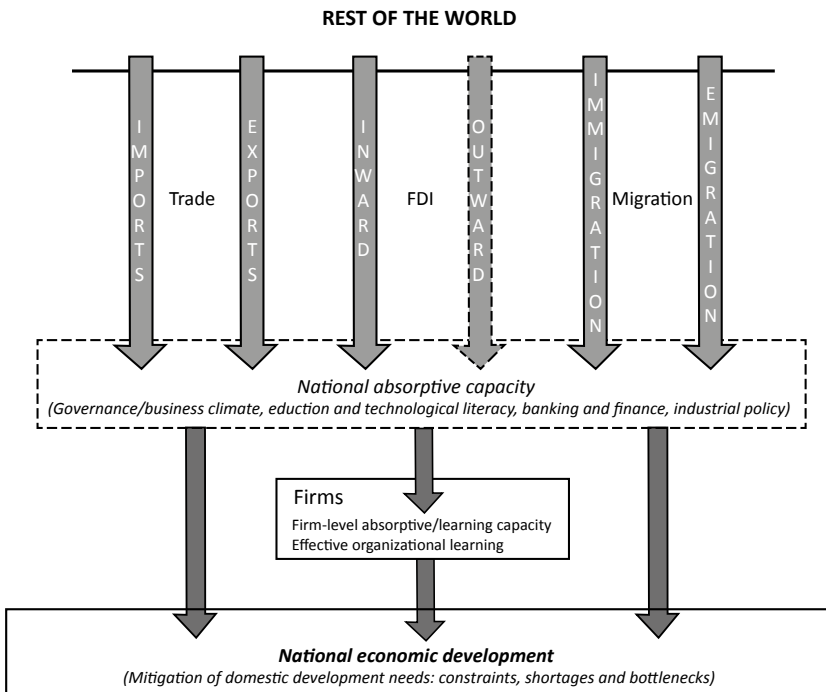 REST OF THE WORLD
IMPORTS
Trade
EXPORTS
INWARD
FDI
OUTWARD
IMMIGRATION
Migration
EMIGRATION
National absorptive capacity
(Governance/business climate, eduction and technological literacy, banking and finance, industrial policy)
Firms
Firm-level absorptive/learning capacity
Effective organizational learning
National economic development
(Mitigation of domestic development needs: constraints, shortages and bottlenecks)